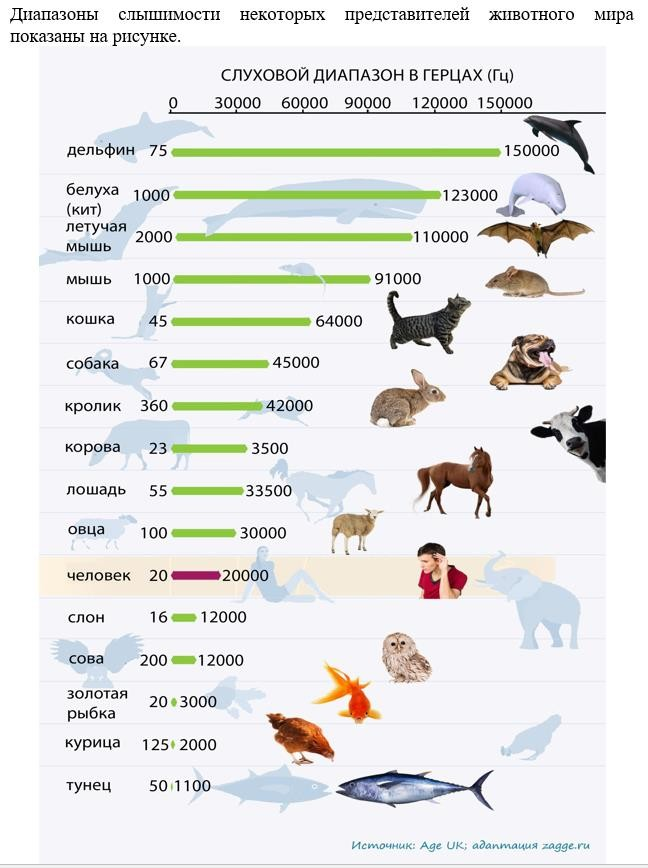 Диапазоны слышимости некоторых представителей животного мира
показаны на рисунке.
СЛУХОВОЙ ДИАПАЗОН В ГЕРЦАХ (Гц)
0 30000 60000 90000 120000 150000
дельфин 75 150000
белуха
(кит) 1000 123000
летучая
мышь 2000 110000
мышь 1000 91000
кошка 45 64000
собака 67 45000
кролик 360 42000
корова 23 3500
лошадь 55 33500
овца 100 30000
человек 20 20000
слон 16 12000
сова 200 12000
золотая
рыбка 20 3000
курица 125 2000
тунец 50 1100
Источник: Age UK; адаптация zagge.ru